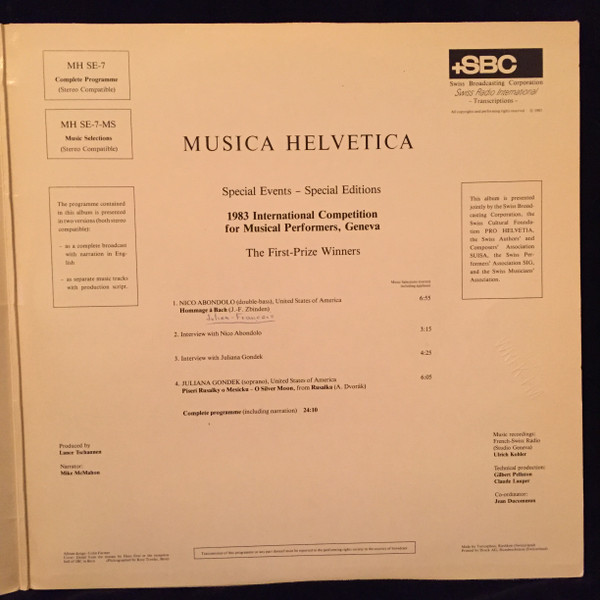 MH SE-7
Complete Programme
(Stereo Compatible)
MH SE-7-MS
Music Selections
(Stereo Compatible)
+SBC
Swiss Broadcasting Corporation
Swiss Radio International
- Transcriptions -
MUSICA HELVETICA
Special Events – Special Editions
1983 International Competition
for Musical Performers, Geneva
The First-Prize Winners
The programme contained
in this album is presented
in two versions (both stereo
compatible):
– as a complete broadcast
with narration in Eng-
lish
– as separate music tracks
with production script.
This album is presented
jointly by the Swiss Broad-
casting Corporation, the
Swiss Cultural Founda-
tion PRO HELVETIA,
the Swiss Authors' and
Composers' Association
SUISA, the Swiss Per-
formers' Association SIG,
and the Swiss Musicians'
Association.
1. NICO ABONDOLO (double-bass), United States of America 6:55
Hommage à Bach (J.-F. Zbinden)
Julien-François
2. Interview with Nico Abondolo 3:15
3. Interview with Juliana Gondek 4:25
4. JULIANA GONDEK (soprano), United States of America 6:05
Piseri Rusalky o Mesicku – O Silver Moon, from Rusalka (A. Dvorák)
Complete programme (including narration) 24:10
Produced by
Lance Tschannen
Narrator:
Mike McMahon
Music recordings:
French-Swiss Radio
(Studio Geneva)
Ulrich Kohler
Technical production:
Gilbert Pelleton
Claude Lauper
Co-ordinator:
Jean Ducommun